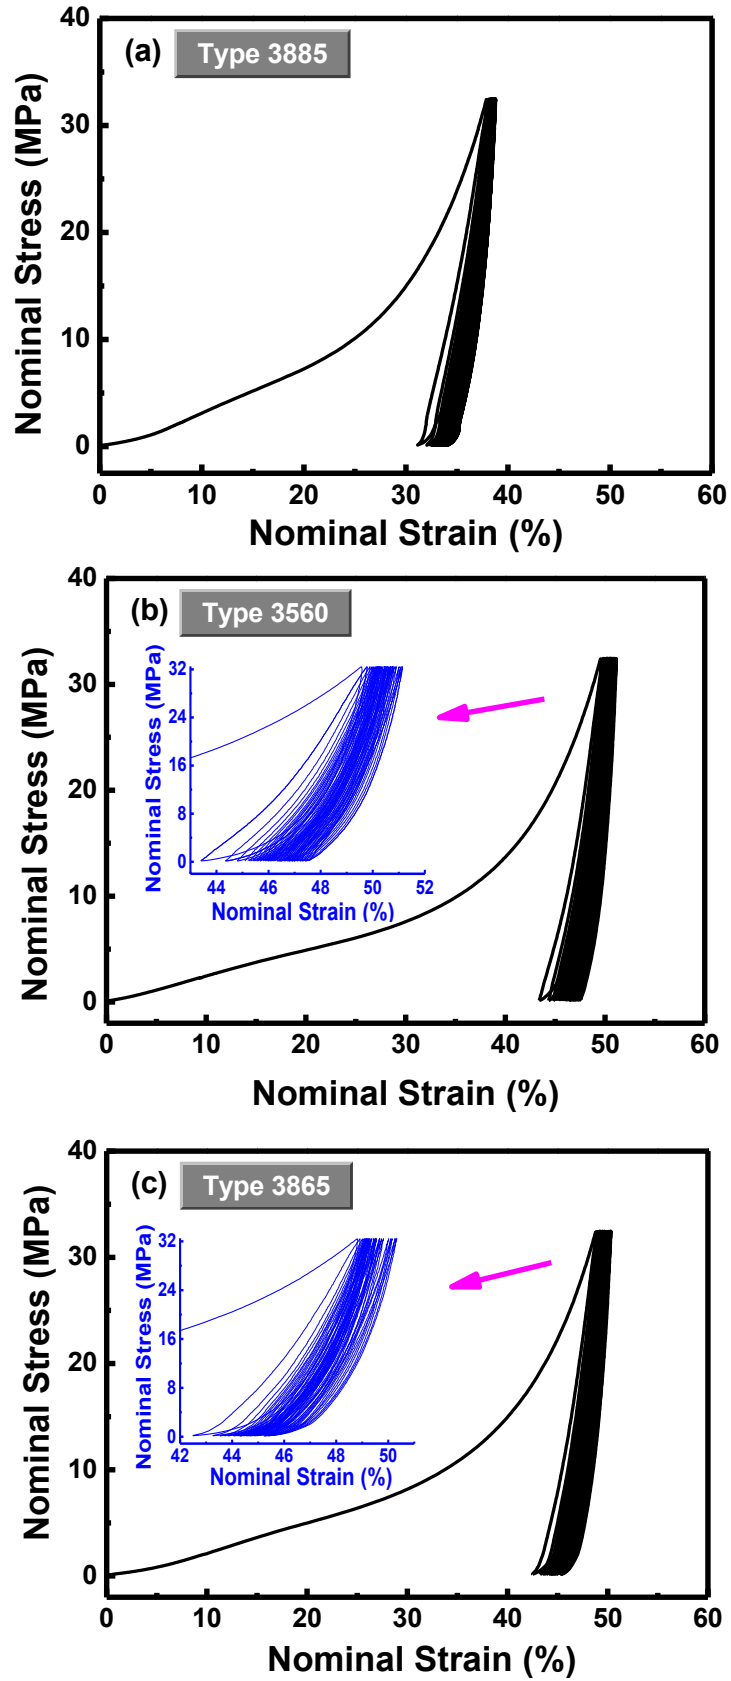 (a) Type 3885
Nominal Stress (MPa)
40
30
20
10
0
0 10 20 30 40 50 60
Nominal Strain (%)
(b) Type 3560
Nominal Stress (MPa)
40
30
20
10
0
Nominal Stress (MPa)
32
24
16
8
0
44 46 48 50 52
Nominal Strain (%)
0 10 20 30 40 50 60
Nominal Strain (%)
(c) Type 3865
Nominal Stress (MPa)
40
30
20
10
0
Nominal Stress (MPa)
32
24
16
8
0
42 44 46 48 50
Nominal Strain (%)
0 10 20 30 40 50 60
Nominal Strain (%)